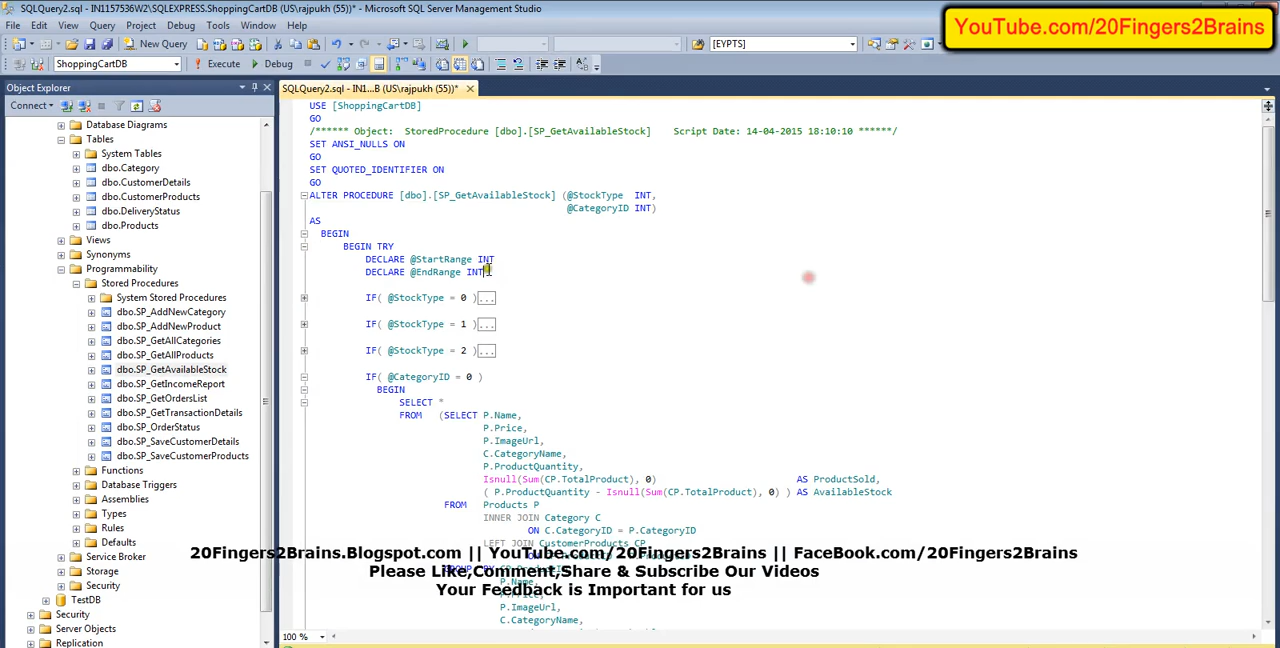 SQLQuery2.sql - IN1157536W2\SQLEXPRESS.ShoppingCartDB (US\rajpukh (55))* - Microsoft SQL Server Management Studio
YouTube.com/20Fingers2Brains
File Edit View Query Project Debug Tools Window Help
New Query
[EYPTS]
ShoppingCartDB
Execute
Debug
Object Explorer
Connect
Database Diagrams
Tables
System Tables
dbo.Category
dbo.CustomerDetails
dbo.CustomerProducts
dbo.DeliveryStatus
dbo.Products
Views
Synonyms
Programmability
Stored Procedures
System Stored Procedures
dbo.SP_AddNewCategory
dbo.SP_AddNewProduct
dbo.SP_GetAllCategories
dbo.SP_GetAllProducts
dbo.SP_GetAvailableStock
dbo.SP_GetIncomeReport
dbo.SP_GetOrdersList
dbo.SP_GetTransactionDetails
dbo.SP_OrderStatus
dbo.SP_SaveCustomerDetails
dbo.SP_SaveCustomerProducts
Functions
Database Triggers
Assemblies
Types
Rules
Defaults
Service Broker
Storage
Security
TestDB
Security
Server Objects
Replication
SQLQuery2.sql - IN1...B (US\rajpukh (55))*
USE [ShoppingCartDB]
GO
/****** Object:  StoredProcedure [dbo].[SP_GetAvailableStock]    Script Date: 14-04-2015 18:10:10 ******/
SET ANSI_NULLS ON
GO
SET QUOTED_IDENTIFIER ON
GO
ALTER PROCEDURE [dbo].[SP_GetAvailableStock] (@StockType  INT,
@CategoryID INT)
AS
BEGIN
BEGIN TRY
DECLARE @StartRange INT
DECLARE @EndRange INT
IF( @StockType = 0 )...
IF( @StockType = 1 )...
IF( @StockType = 2 )...
IF( @CategoryID = 0 )
BEGIN
SELECT *
FROM   (SELECT P.Name,
P.Price,
P.ImageUrl,
C.CategoryName,
P.ProductQuantity,
Isnull(Sum(CP.TotalProduct), 0) AS ProductSold,
( P.ProductQuantity - Isnull(Sum(CP.TotalProduct), 0) ) AS AvailableStock
FROM   Products P
INNER JOIN Category C
ON C.CategoryID = P.CategoryID
LEFT JOIN CustomerProducts CP
P.Name,
P.ImageUrl,
C.CategoryName,
20Fingers2Brains.Blogspot.com || YouTube.com/20Fingers2Brains || FaceBook.com/20Fingers2Brains
Please Like,Comment,Share & Subscribe Our Videos
Your Feedback is Important for us
100 %